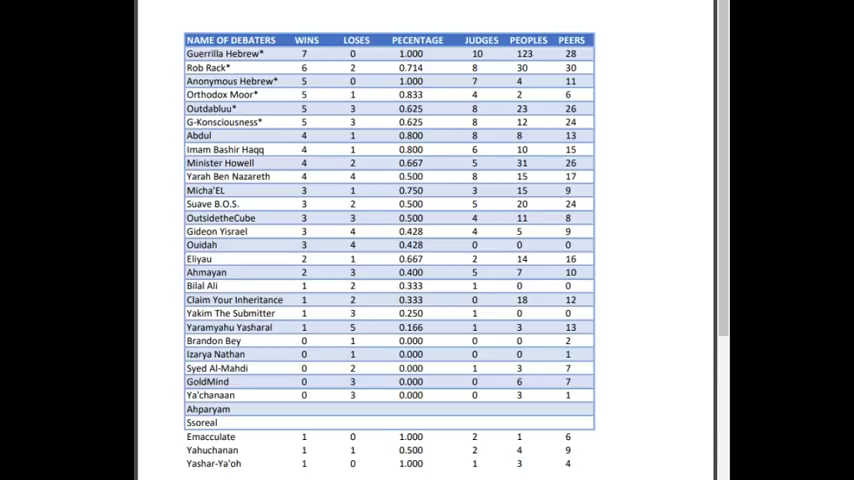 NAME OF DEBATERS WINS LOSES PECENTAGE JUDGES PEOPLES PEERS
Guerrilla Hebrew* 7 0 1.000 10 123 28
Rob Rack* 6 2 0.714 8 30 30
Anonymous Hebrew* 5 0 1.000 7 4 11
Orthodox Moor* 5 1 0.833 4 2 6
Outdabluu* 5 3 0.625 8 23 26
G-Konsciousness* 5 3 0.625 8 12 24
Abdul 4 1 0.800 8 8 13
Imam Bashir Haqq 4 1 0.800 6 10 15
Minister Howell 4 2 0.667 5 31 26
Yarah Ben Nazareth 4 4 0.500 8 15 17
Micha'EL 3 1 0.750 3 15 9
Suave B.O.S. 3 2 0.500 5 20 24
OutsidetheCube 3 3 0.500 4 11 8
Gideon Yisrael 3 4 0.428 4 5 9
Ouidah 3 4 0.428 0 0 0
Eliyau 2 1 0.667 2 14 16
Ahmayan 2 3 0.400 5 7 10
Bilal Ali 1 2 0.333 1 0 0
Claim Your Inheritance 1 2 0.333 0 18 12
Yakim The Submitter 1 3 0.250 1 0 0
Yaramyahu Yasharal 1 5 0.166 1 3 13
Brandon Bey 0 1 0.000 0 0 2
Izarya Nathan 0 1 0.000 0 0 1
Syed Al-Mahdi 0 2 0.000 1 3 7
GoldMind 0 3 0.000 0 6 7
Ya'chanaan 0 3 0.000 0 3 1
Ahparyam
Ssoreal
Emacculate 1 0 1.000 2 1 6
Yahuchanan 1 1 0.500 2 4 9
Yashar-Ya'oh 1 0 1.000 1 3 4